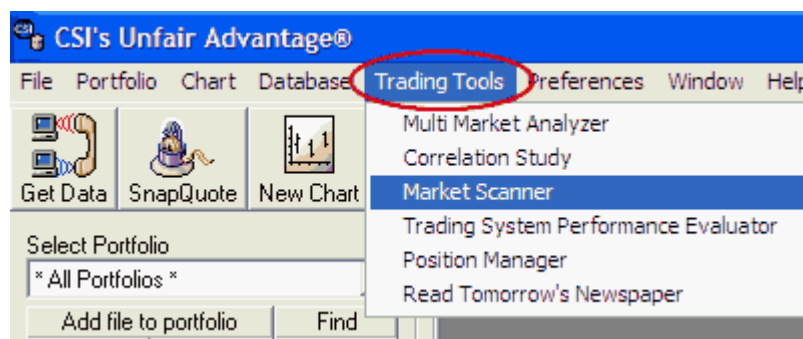 CSI's Unfair Advantage®
File Portfolio Chart Database Trading Tools Preferences Window Help
Get Data SnapQuote New Chart
Multi Market Analyzer
Correlation Study
Market Scanner
Trading System Performance Evaluator
Position Manager
Read Tomorrow's Newspaper
Select Portfolio
* All Portfolios *
Add file to portfolio Find